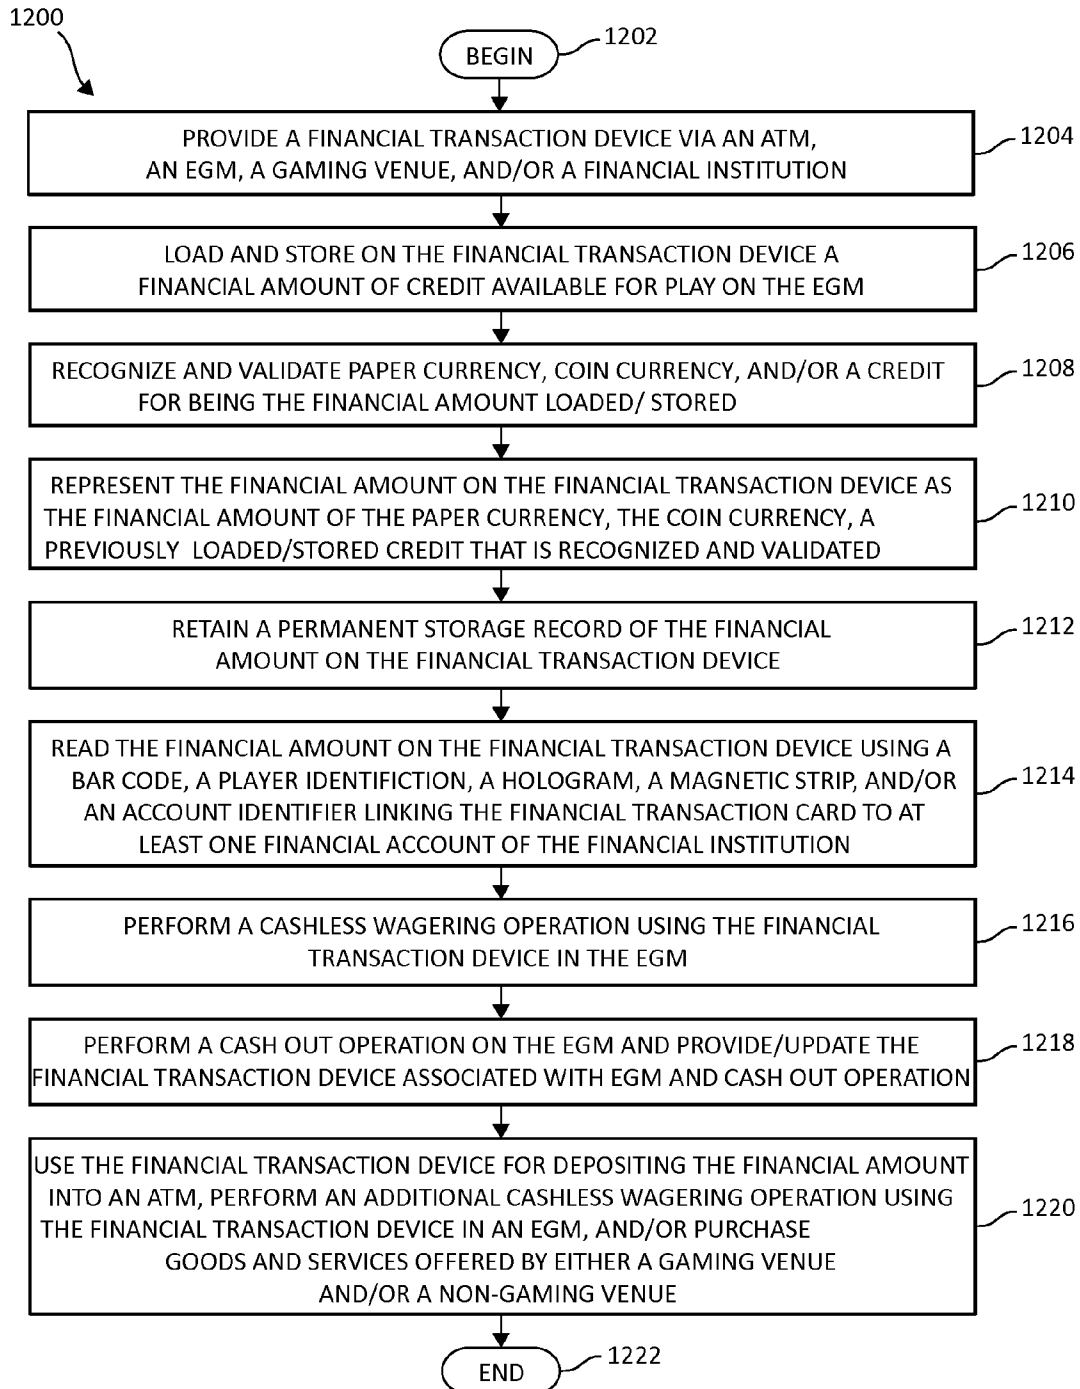 1200
BEGIN
1202
PROVIDE A FINANCIAL TRANSACTION DEVICE VIA AN ATM,
AN EGM, A GAMING VENUE, AND/OR A FINANCIAL INSTITUTION
1204
LOAD AND STORE ON THE FINANCIAL TRANSACTION DEVICE A
FINANCIAL AMOUNT OF CREDIT AVAILABLE FOR PLAY ON THE EGM
1206
RECOGNIZE AND VALIDATE PAPER CURRENCY, COIN CURRENCY, AND/OR A CREDIT
FOR BEING THE FINANCIAL AMOUNT LOADED/ STORED
1208
REPRESENT THE FINANCIAL AMOUNT ON THE FINANCIAL TRANSACTION DEVICE AS
THE FINANCIAL AMOUNT OF THE PAPER CURRENCY, THE COIN CURRENCY, A
PREVIOUSLY LOADED/STORED CREDIT THAT IS RECOGNIZED AND VALIDATED
1210
RETAIN A PERMANENT STORAGE RECORD OF THE FINANCIAL
AMOUNT ON THE FINANCIAL TRANSACTION DEVICE
1212
READ THE FINANCIAL AMOUNT ON THE FINANCIAL TRANSACTION DEVICE USING A
BAR CODE, A PLAYER IDENTIFICTION, A HOLOGRAM, A MAGNETIC STRIP, AND/OR
AN ACCOUNT IDENTIFIER LINKING THE FINANCIAL TRANSACTION CARD TO AT
LEAST ONE FINANCIAL ACCOUNT OF THE FINANCIAL INSTITUTION
1214
PERFORM A CASHLESS WAGERING OPERATION USING THE FINANCIAL
TRANSACTION DEVICE IN THE EGM
1216
PERFORM A CASH OUT OPERATION ON THE EGM AND PROVIDE/UPDATE THE
FINANCIAL TRANSACTION DEVICE ASSOCIATED WITH EGM AND CASH OUT OPERATION
1218
USE THE FINANCIAL TRANSACTION DEVICE FOR DEPOSITING THE FINANCIAL AMOUNT
INTO AN ATM, PERFORM AN ADDITIONAL CASHLESS WAGERING OPERATION USING
THE FINANCIAL TRANSACTION DEVICE IN AN EGM, AND/OR PURCHASE
GOODS AND SERVICES OFFERED BY EITHER A GAMING VENUE
AND/OR A NON-GAMING VENUE
1220
END
1222